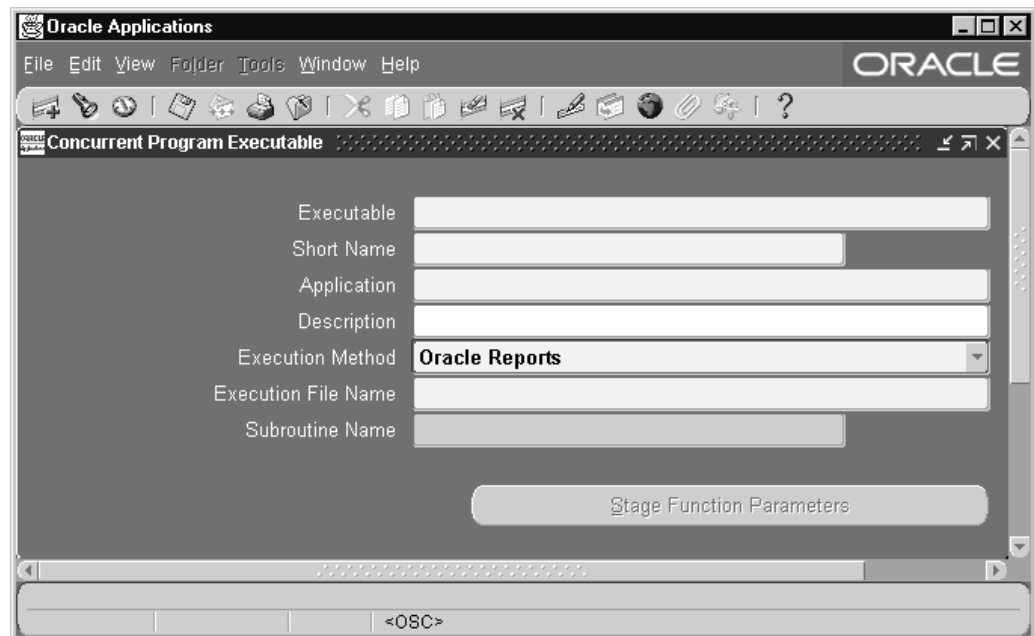 Oracle Applications
File Edit View Folder Tools Window Help
ORACLE
?
Concurrent Program Executable
Executable
Short Name
Application
Description
Execution Method Oracle Reports
Execution File Name
Subroutine Name
Stage Function Parameters
<OSC>